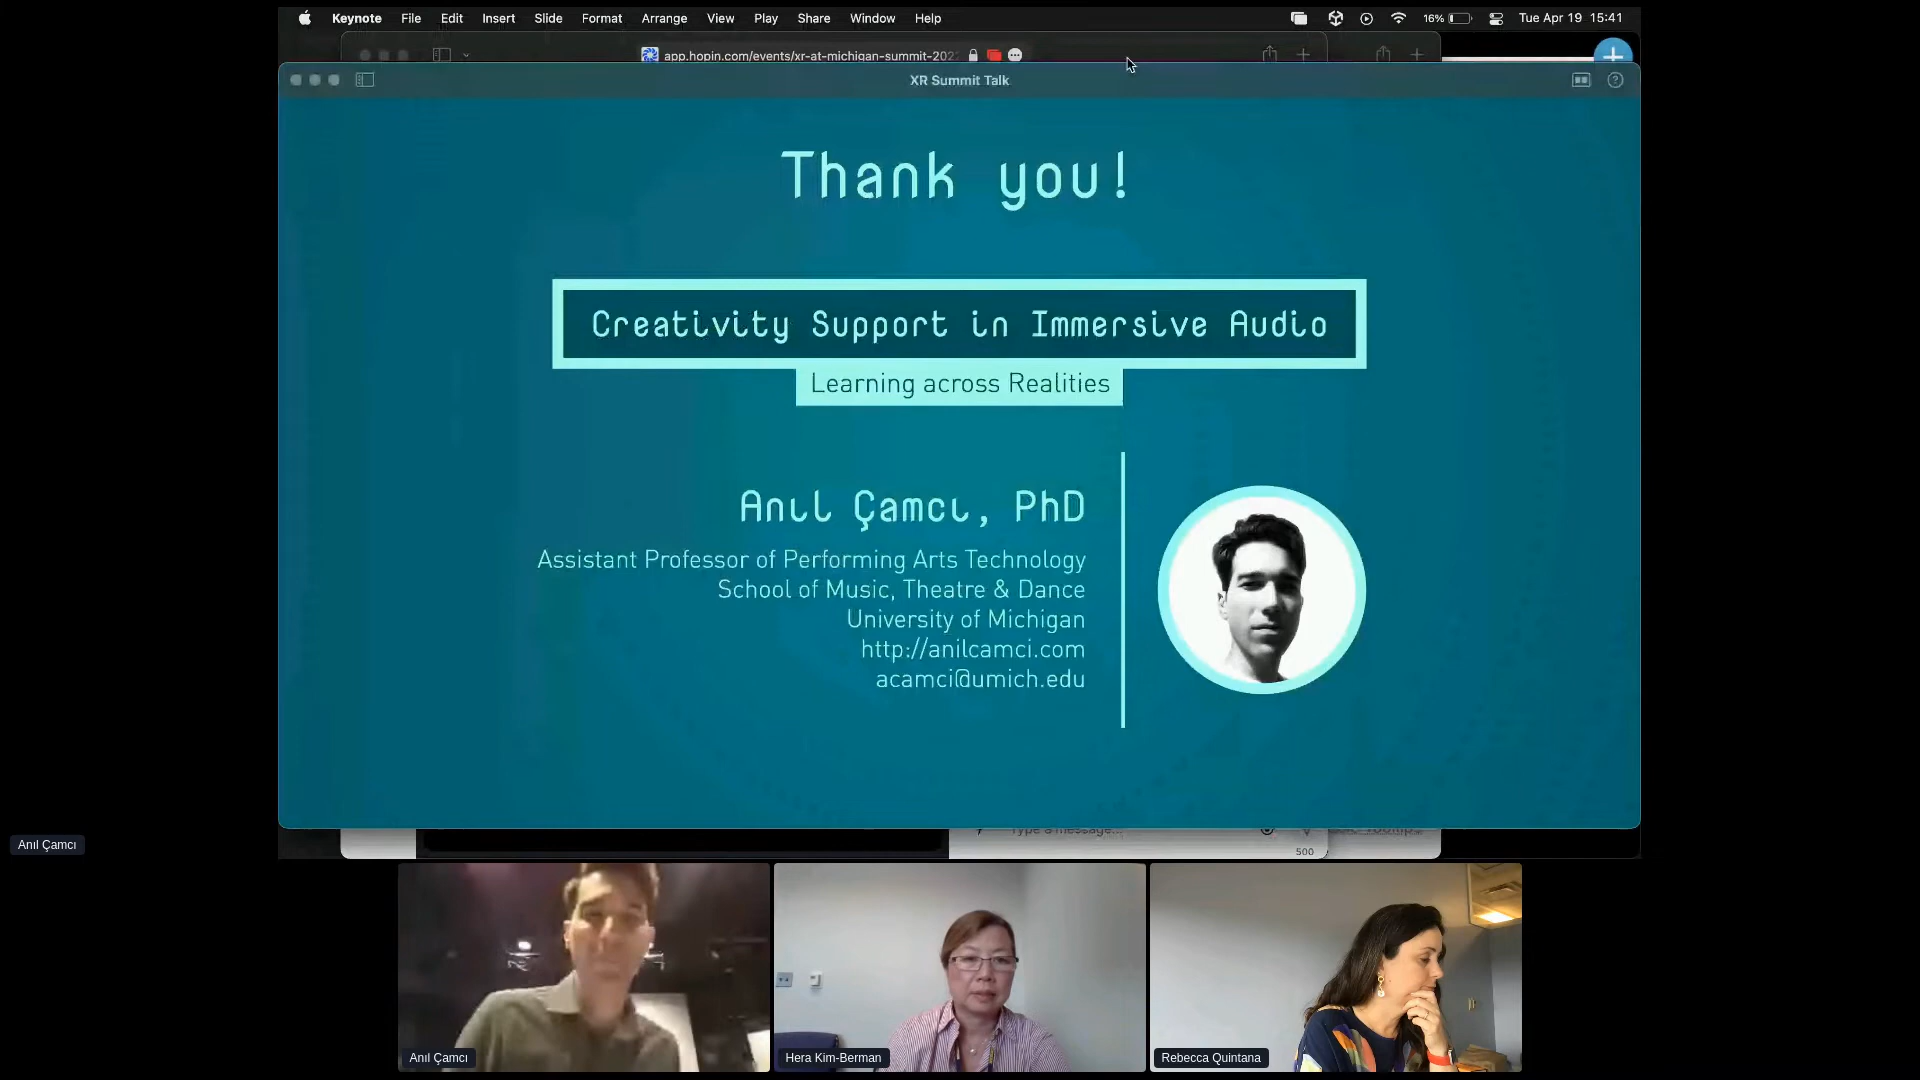 Keynote File Edit Insert Slide Format Arrange View Play Share Window Help 16% Tue Apr 19 15:41
app.hopin.com/events/xr-at-michigan-summit-202
XR Summit Talk
Thank you!
Creativity Support in Immersive Audio
Learning across Realities
Anıl Çamcı, PhD
Assistant Professor of Performing Arts Technology
School of Music, Theatre & Dance
University of Michigan
http://anilcamci.com
acamci@umich.edu
Type a message...
500
Anıl Çamcı
Anıl Çamcı
Hera Kim-Berman
Rebecca Quintana